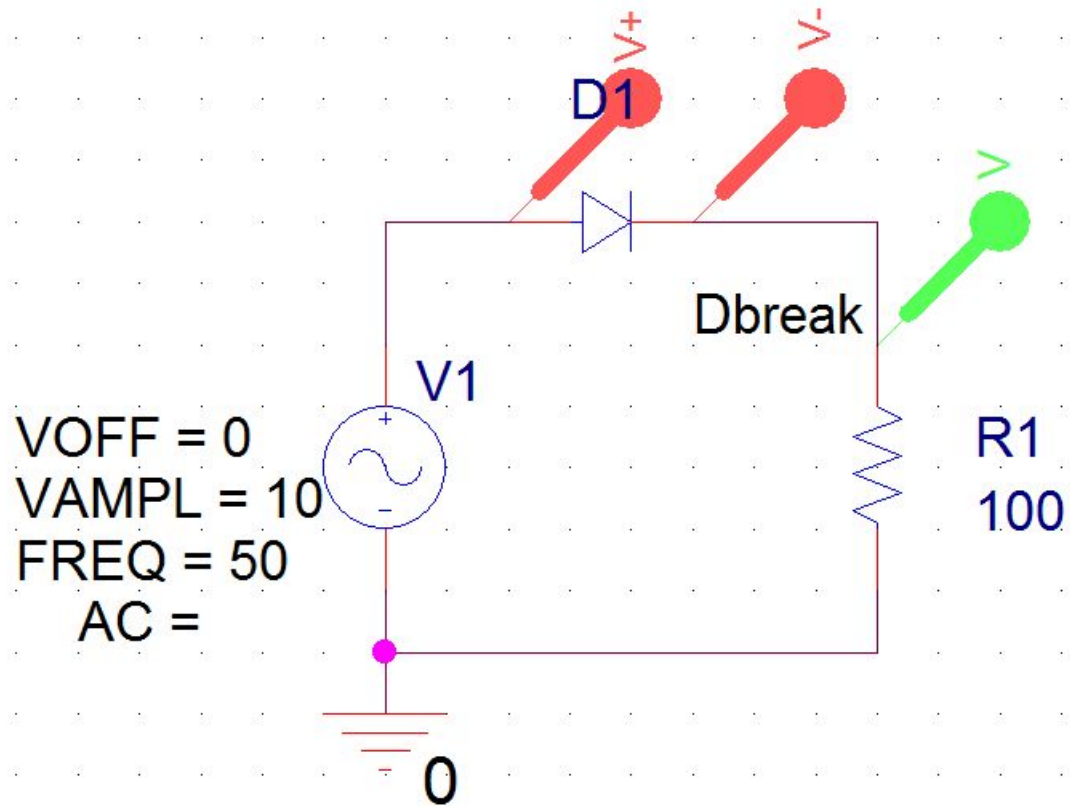 V+
V-
D1
V
Dbreak
V1
VOFF = 0
VAMPL = 10
FREQ = 50
AC =
R1
100
0